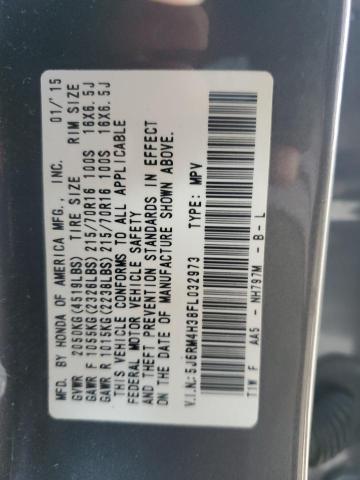 MFD. BY HONDA OF AMERICA MFG., INC. 01/'15
GVWR 2050KG(4519LBS) TIRE SIZE RIM SIZE
GAWR F 1055KG(2326LBS) 215/70R16 100S 16X6.5J
GAWR R 1015KG(2238LBS) 215/70R16 100S 16X6.5J
THIS VEHICLE CONFORMS TO ALL APPLICABLE
FEDERAL MOTOR VEHICLE SAFETY
AND THEFT PREVENTION STANDARDS IN EFFECT
ON THE DATE OF MANUFACTURE SHOWN ABOVE.
V.I.N:5J6RM4H38FL032973 TYPE: MPV
T1W F AA5- NH797M - B - L